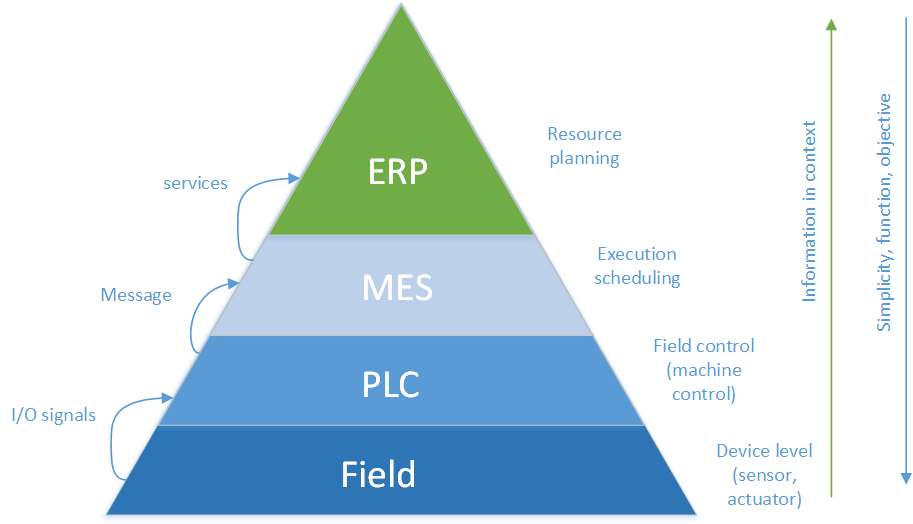 ERP
Resource
planning
services
MES
Execution
scheduling
Message
PLC
Field control
(machine
control)
I/O signals
Field
Device level
(sensor,
actuator)
Information in context
Simplicity, function, objective